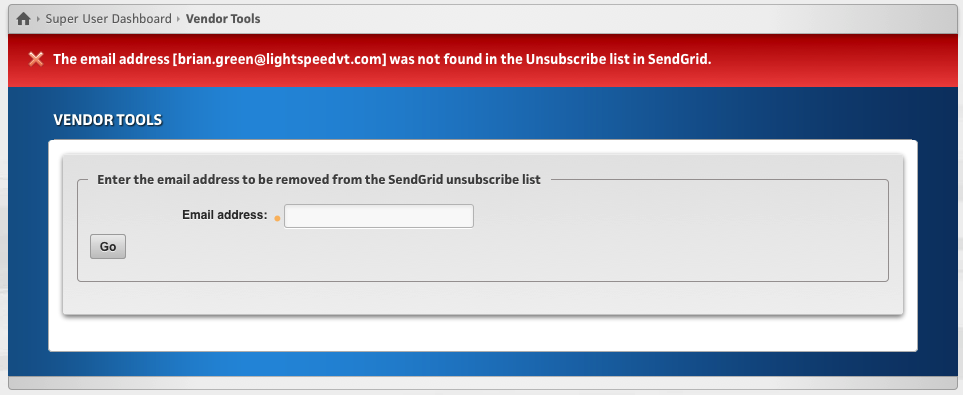 Super User Dashboard › Vendor Tools
The email address [brian.green@lightspeedvt.com] was not found in the Unsubscribe list in SendGrid.
VENDOR TOOLS
Enter the email address to be removed from the SendGrid unsubscribe list
Email address:
Go